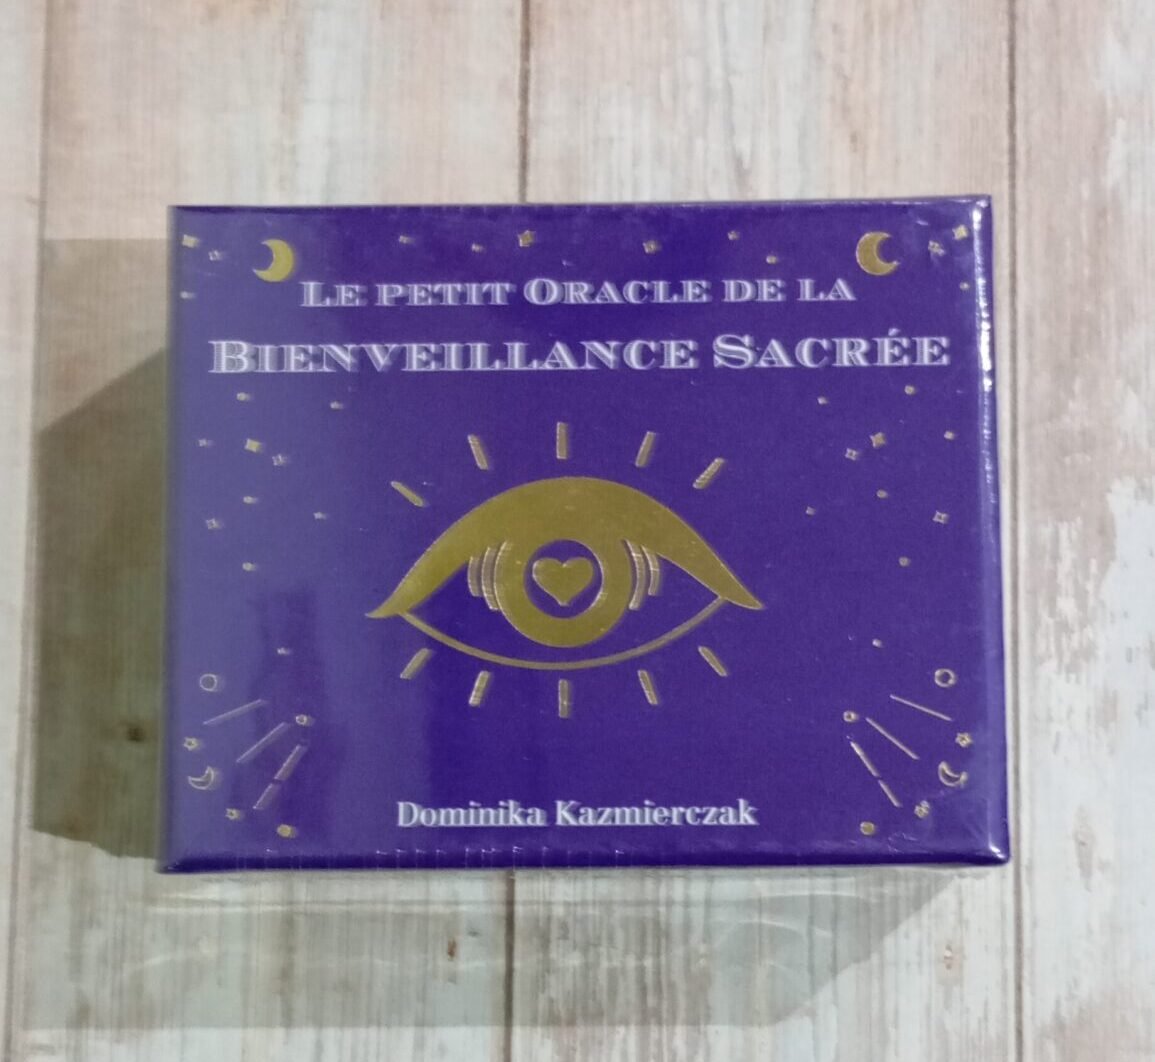 Le petit Oracle de la
Bienveillance Sacrée
Dominika Kazmierczak